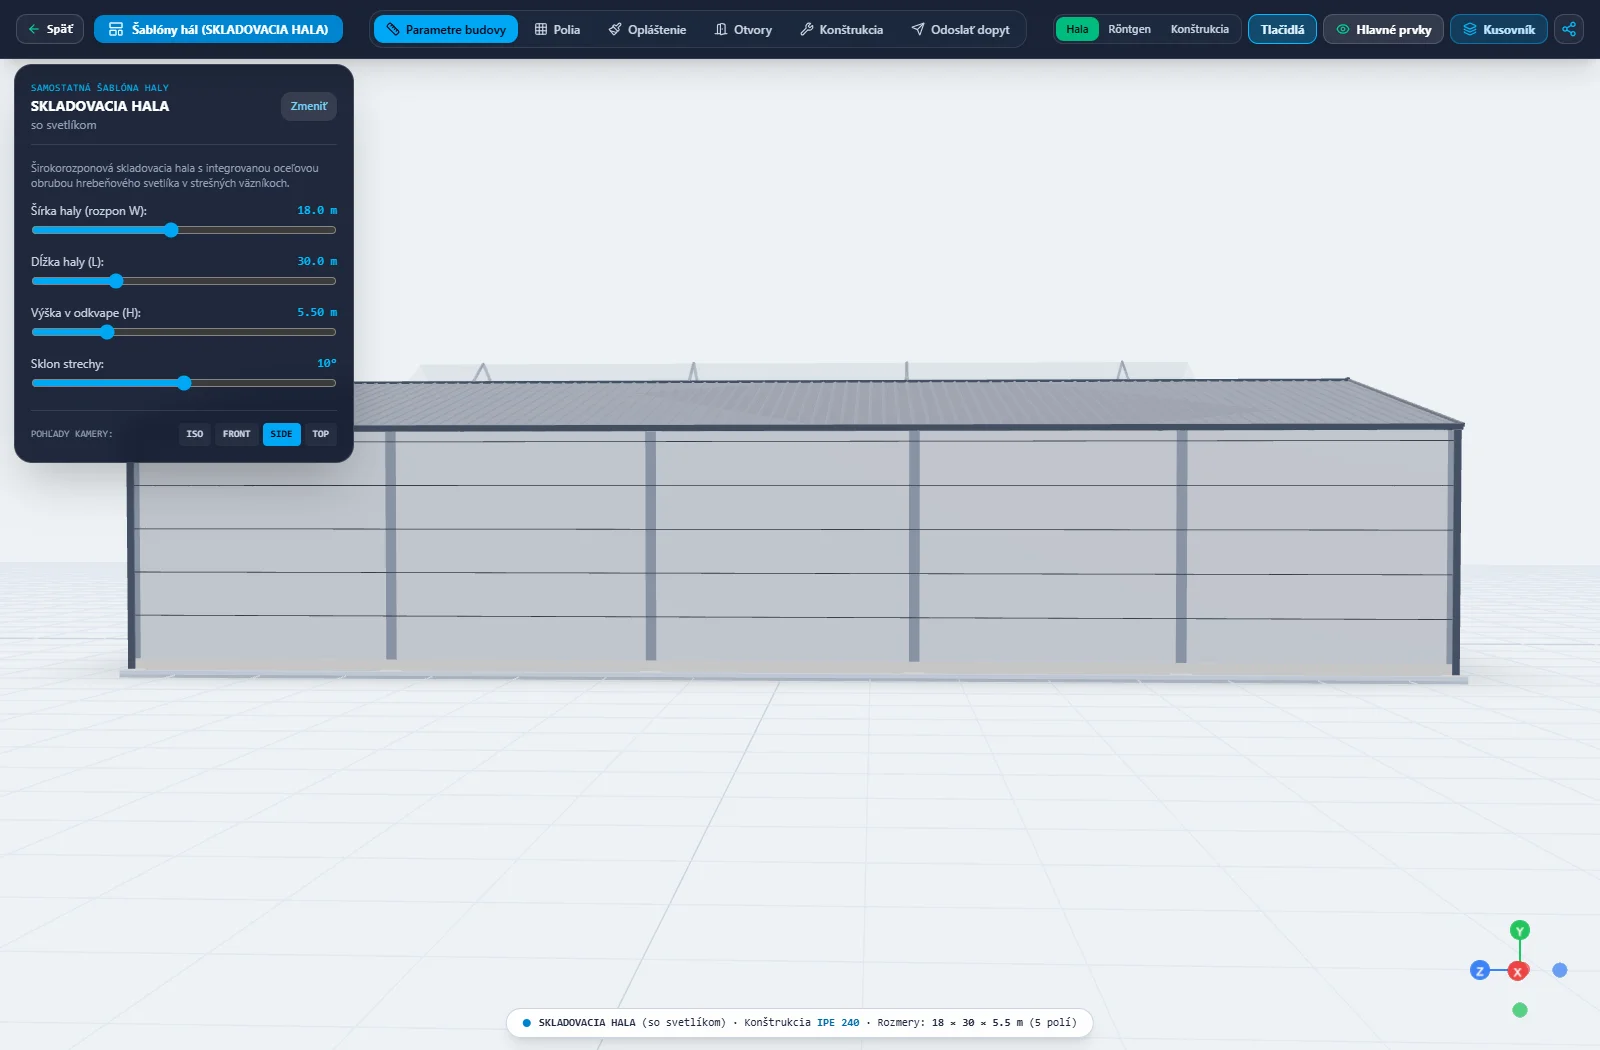 Späť
Šablóny hál (SKLADOVACIA HALA)
Parametre budovy
Polia
Opláštenie
Otvory
Konštrukcia
Odoslať dopyt
Hala
Röntgen
Konštrukcia
Tlačidlá
Hlavné prvky
Kusovník
SAMOSTATNÁ ŠABLÓNA HALY
SKLADOVACIA HALA
so svetlíkom
Zmeniť
Širokorozponová skladovacia hala s integrovanou oceľovou
obrubou hrebeňového svetlíka v strešných väzníkoch.
Šírka haly (rozpon W): 18.0 m
Dĺžka haly (L): 30.0 m
Výška v odkvape (H): 5.50 m
Sklon strechy: 10°
POHĽADY KAMERY: ISO FRONT SIDE TOP
Y
Z X
SKLADOVACIA HALA (so svetlíkom) · Konštrukcia IPE 240 · Rozmery: 18 × 30 × 5.5 m (5 polí)